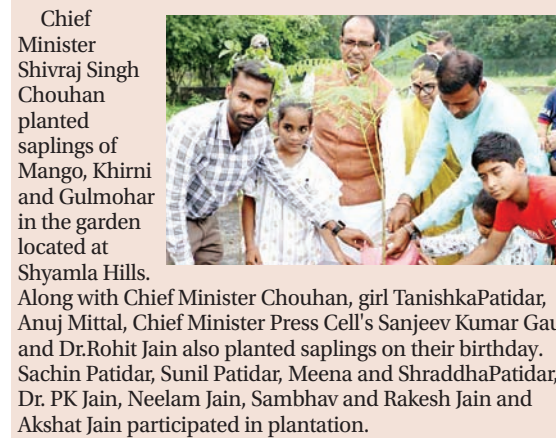 Chief
Minister
Shivraj Singh
Chouhan
planted
saplings of
Mango, Khirni
and Gulmohar
in the garden
located at
Shyamla Hills.
Along with Chief Minister Chouhan, girl TanishkaPatidar,
Anuj Mittal, Chief Minister Press Cell's Sanjeev Kumar
and Dr.Rohit Jain also planted saplings on their birthday.
Sachin Patidar, Sunil Patidar, Meena and ShraddhaPatidar,
Dr. PK Jain, Neelam Jain, Sambhav and Rakesh Jain and
Akshat Jain participated in plantation.